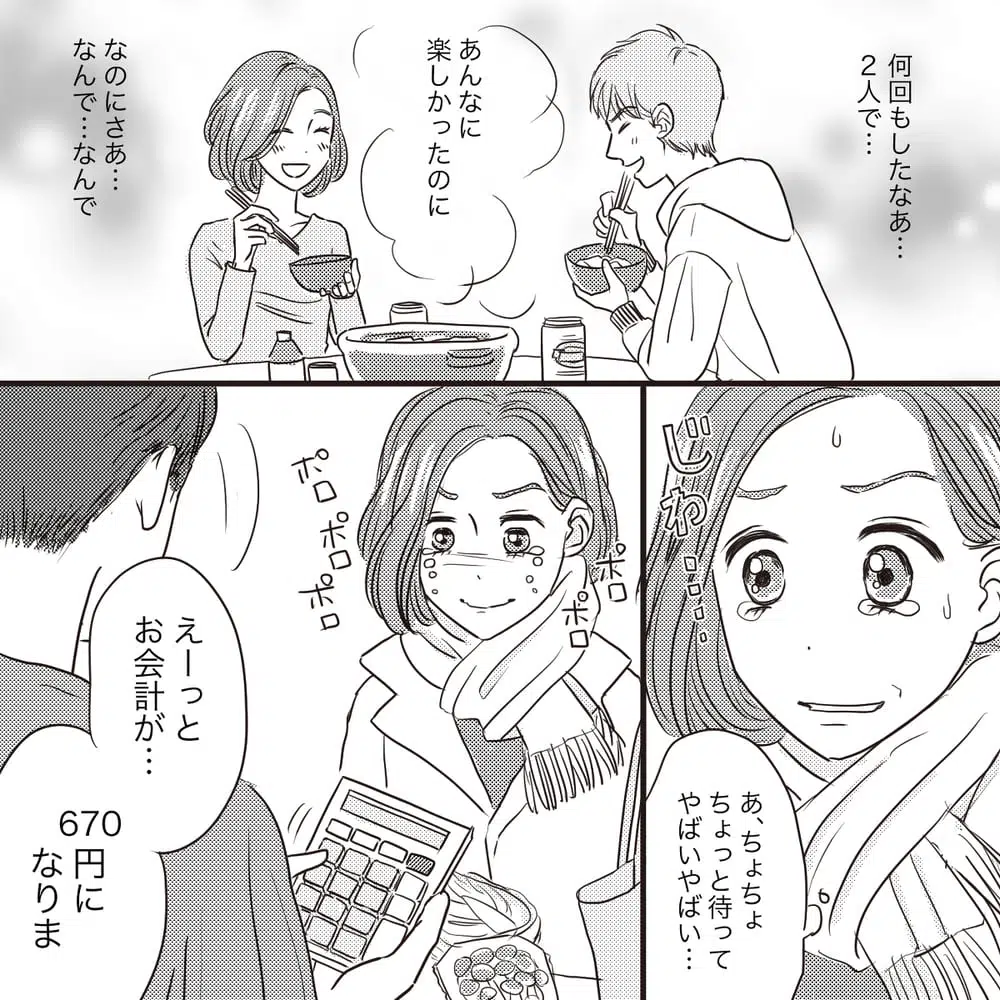 何回もしたなあ…
2人で…
あんなに
楽しかったのに
なのにさあ…
なんで…なんで
じわ……
あ、ちょちょ
ちょっと待って
やばいやばい…
ポロ
ポロ
ポロ
ポロ
ポロ
えーっと
お会計が…
670円に
なりま